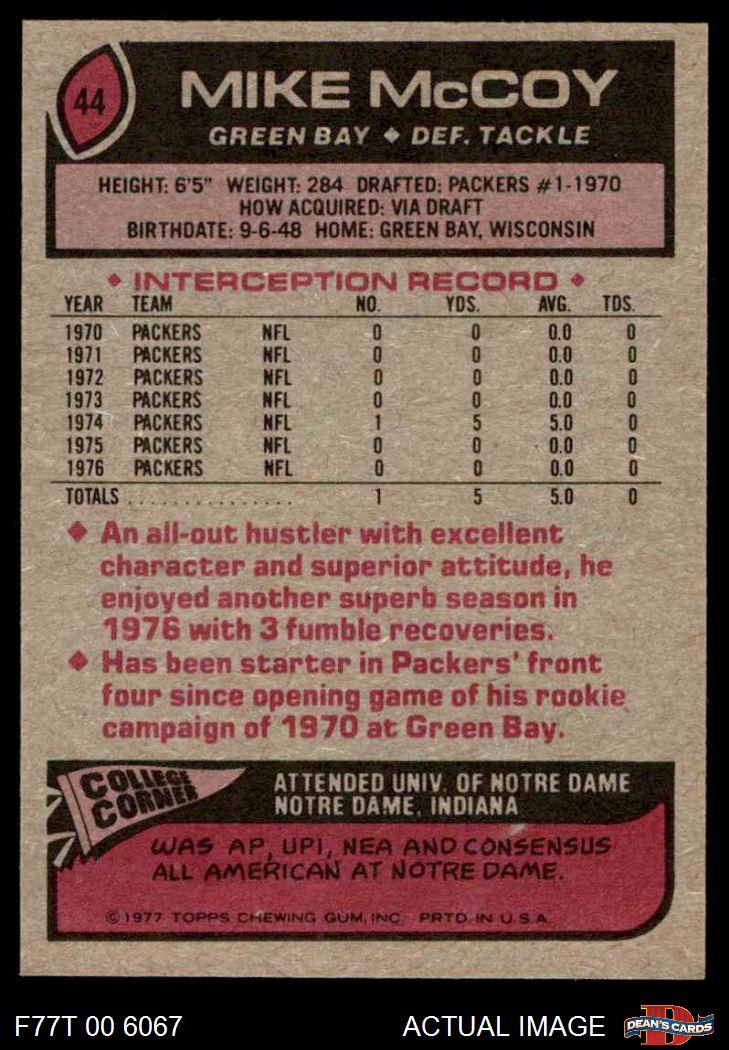 44
MIKE McCOY
GREEN BAY ◆ DEF. TACKLE
HEIGHT: 6'5" WEIGHT: 284 DRAFTED: PACKERS #1-1970
HOW ACQUIRED: VIA DRAFT
BIRTHDATE: 9-6-48 HOME: GREEN BAY, WISCONSIN
◆ INTERCEPTION RECORD ◆
YEAR TEAM NO. YDS. AVG. TDS.
1970 PACKERS NFL 0 0 0.0 0
1971 PACKERS NFL 0 0 0.0 0
1972 PACKERS NFL 0 0 0.0 0
1973 PACKERS NFL 0 0 0.0 0
1974 PACKERS NFL 1 5 5.0 0
1975 PACKERS NFL 0 0 0.0 0
1976 PACKERS NFL 0 0 0.0 0
TOTALS . . . . . . . . . . . . . . . 1 5 5.0 0
◆ An all-out hustler with excellent
character and superior attitude, he
enjoyed another superb season in
1976 with 3 fumble recoveries.
◆ Has been starter in Packers' front
four since opening game of his rookie
campaign of 1970 at Green Bay.
COLLEGE
CORNER
ATTENDED UNIV. OF NOTRE DAME
NOTRE DAME, INDIANA
WAS AP, UPI, NEA AND CONSENSUS
ALL AMERICAN AT NOTRE DAME.
© 1977 TOPPS CHEWING GUM, INC. PRTD. IN U.S.A.
F77T 00 6067
ACTUAL IMAGE
D
DEAN'S CARDS